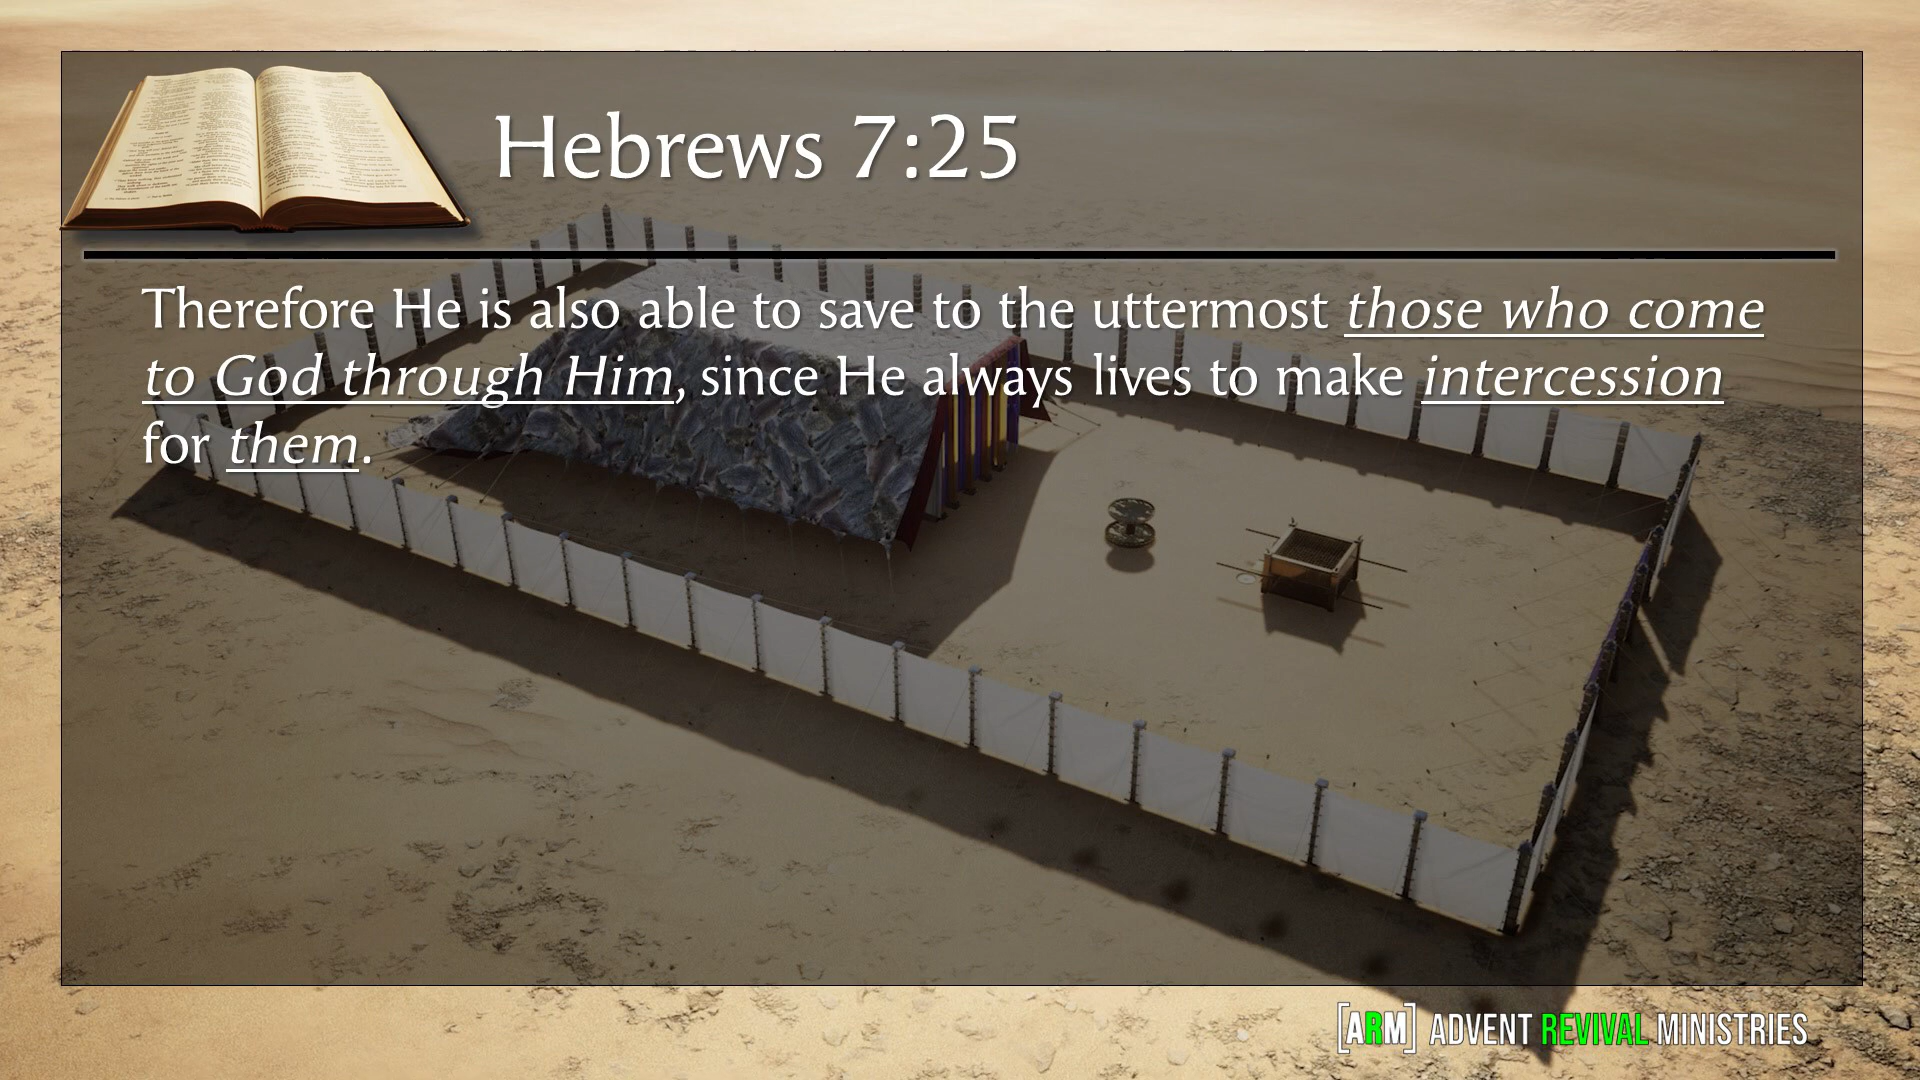 Hebrews 7:25
Therefore He is also able to save to the uttermost those who come
to God through Him, since He always lives to make intercession
for them.
[ARM] ADVENT REVIVAL MINISTRIES